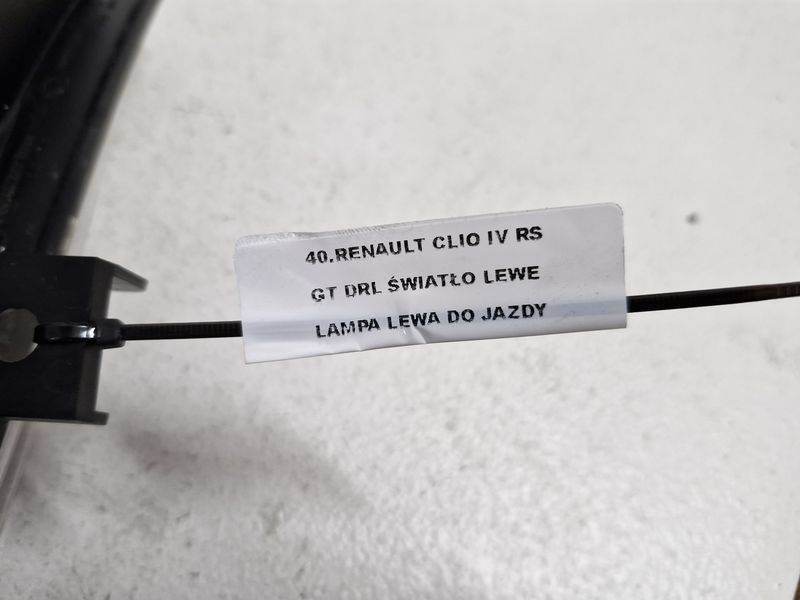 40.RENAULT CLIO IV RS
GT DRL ŚWIATŁO LEWE
LAMPA LEWA DO JAZDY